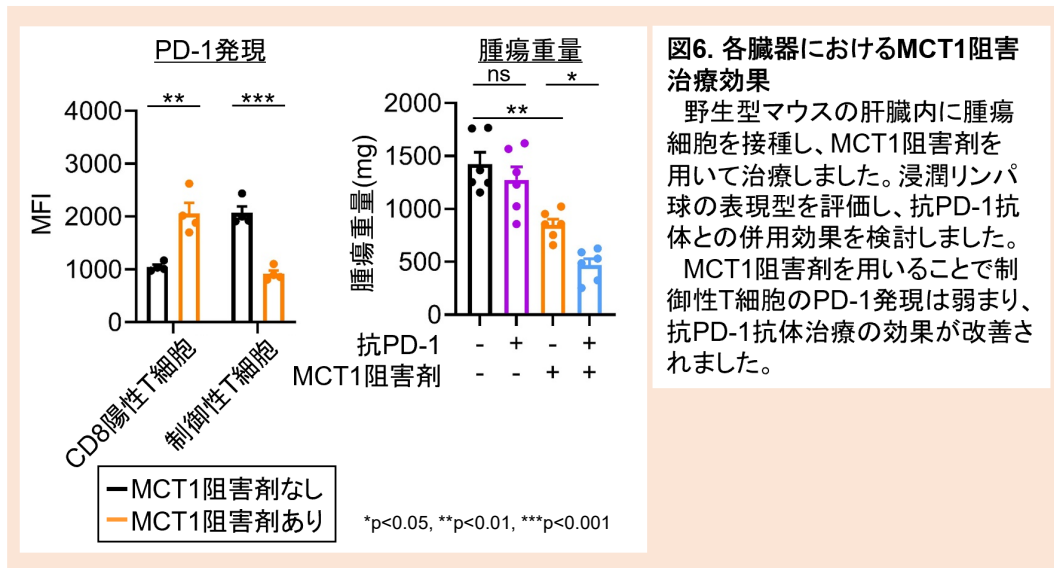 PD-1発現
** ***
4000
3000
2000
1000
0
MFI
CD8陽性T細胞
制御性T細胞
MCT1阻害剤なし
MCT1阻害剤あり
腫瘍重量
ns *
**
2000
1500
1000
500
0
腫瘍重量(mg)
抗PD-1 - + - +
MCT1阻害剤 - - + +
*p<0.05, **p<0.01, ***p<0.001
図6. 各臓器におけるMCT1阻害
治療効果
野生型マウスの肝臓内に腫瘍
細胞を接種し、MCT1阻害剤を
用いて治療しました。浸潤リンパ
球の表現型を評価し、抗PD-1抗
体との併用効果を検討しました。
MCT1阻害剤を用いることで制
御性T細胞のPD-1発現は弱まり、
抗PD-1抗体治療の効果が改善さ
れました。